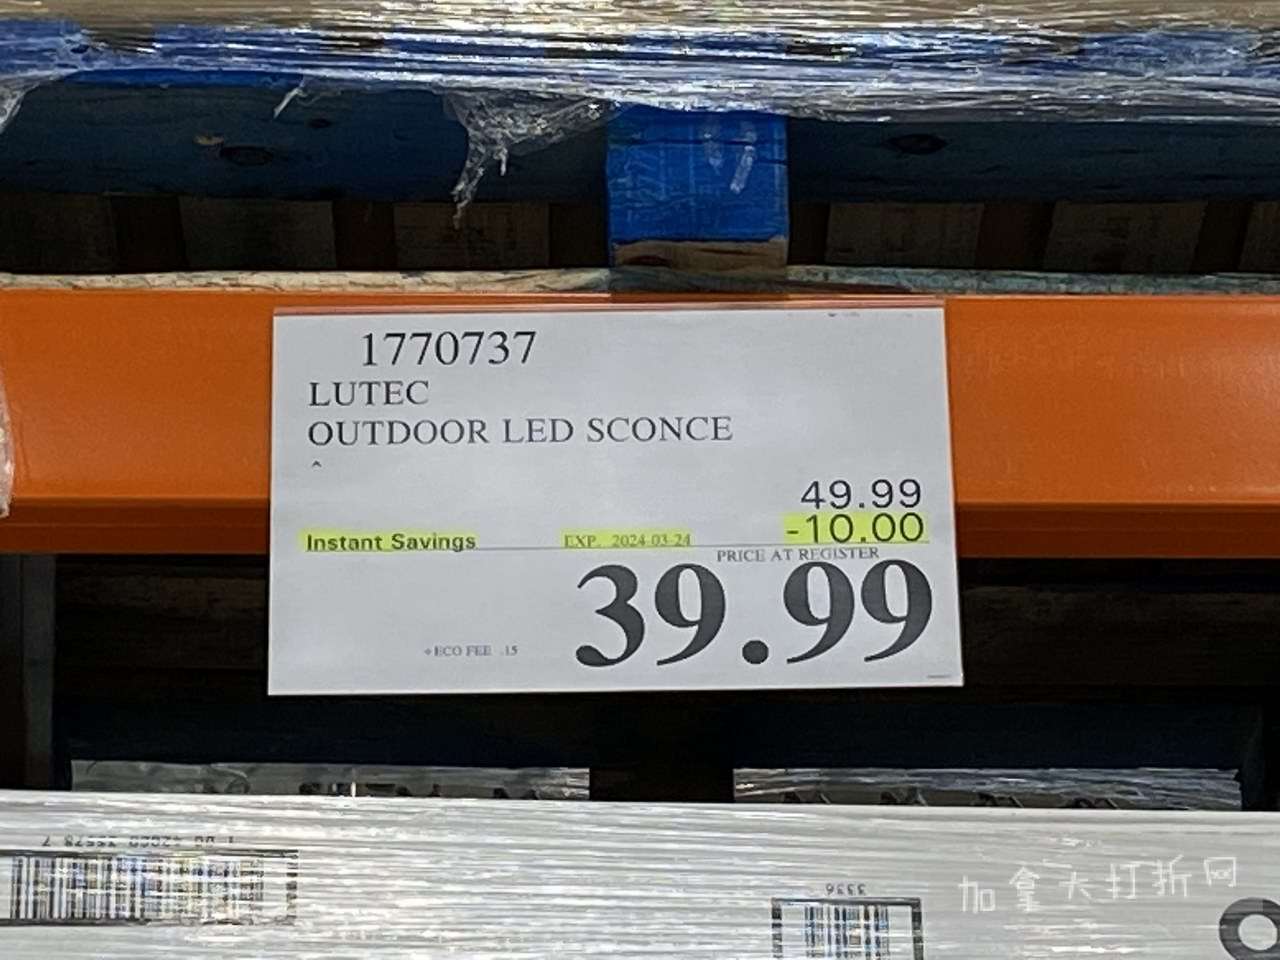 1770737
LUTEC
OUTDOOR LED SCONCE
^
49.99
Instant Savings EXP. 2024-03-24 -10.00
PRICE AT REGISTER
39.99
+ECO FEE .15
9336
加拿大打折网